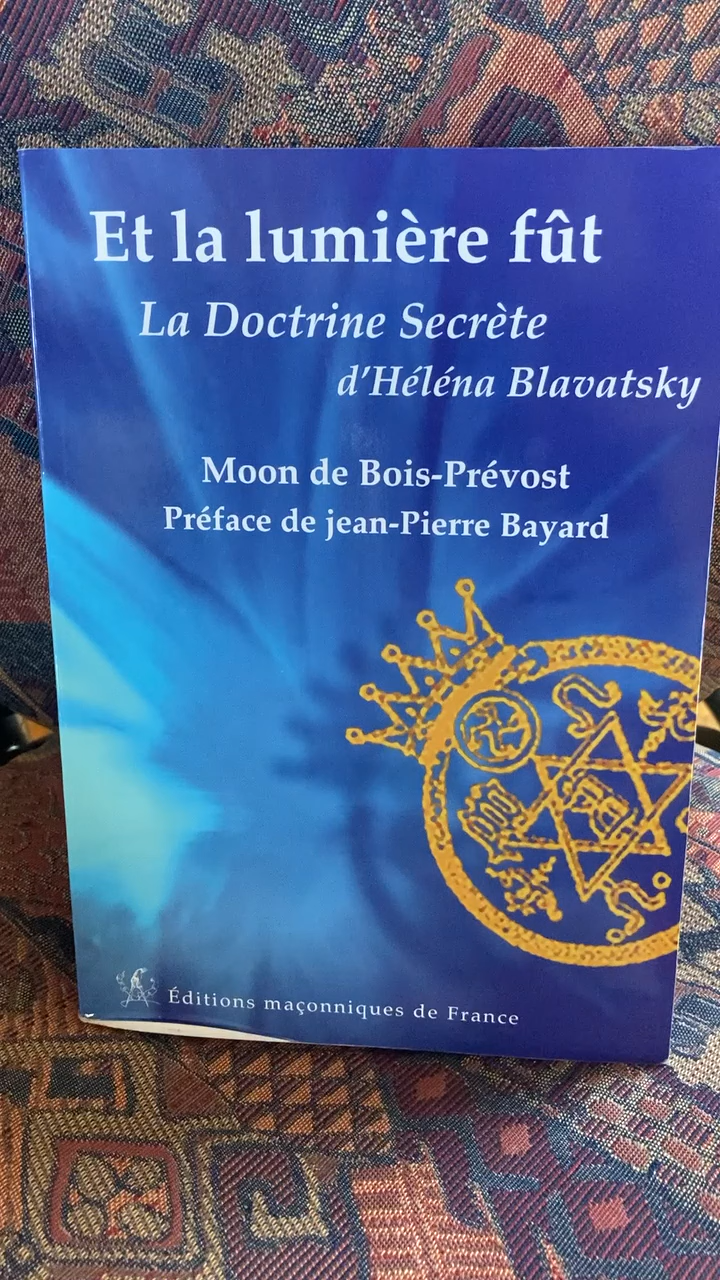 Et la lumière fût
La Doctrine Secrète
d'Héléna Blavatsky
Moon de Bois-Prévost
Préface de jean-Pierre Bayard
Éditions maçonniques de France